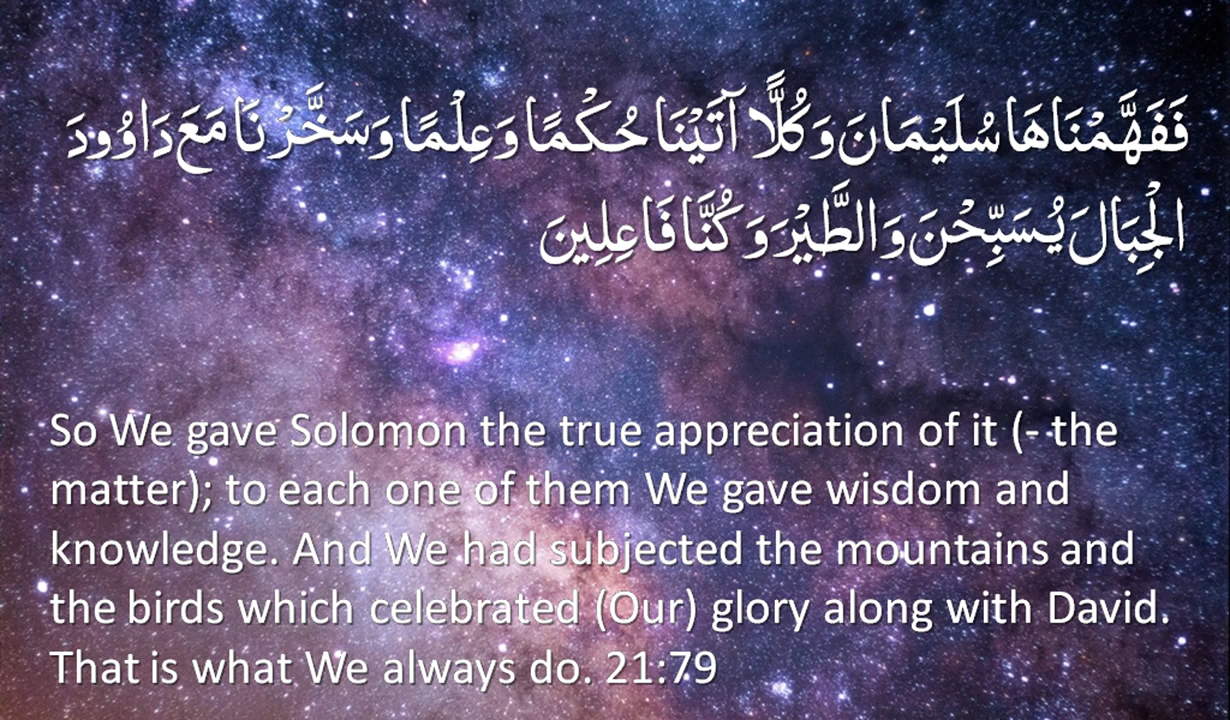 فَفَهَّمْنَاهَا سُلَيْمَانَ وَكُلًّا آتَيْنَا حُكْمًا وَعِلْمًا وَسَخَّرْنَا مَعَ دَاوُودَ
الْجِبَالَ يُسَبِّحْنَ وَالطَّيْرَ وَكُنَّا فَاعِلِينَ
So We gave Solomon the true appreciation of it (- the
matter); to each one of them We gave wisdom and
knowledge. And We had subjected the mountains and
the birds which celebrated (Our) glory along with David.
That is what We always do. 21:79